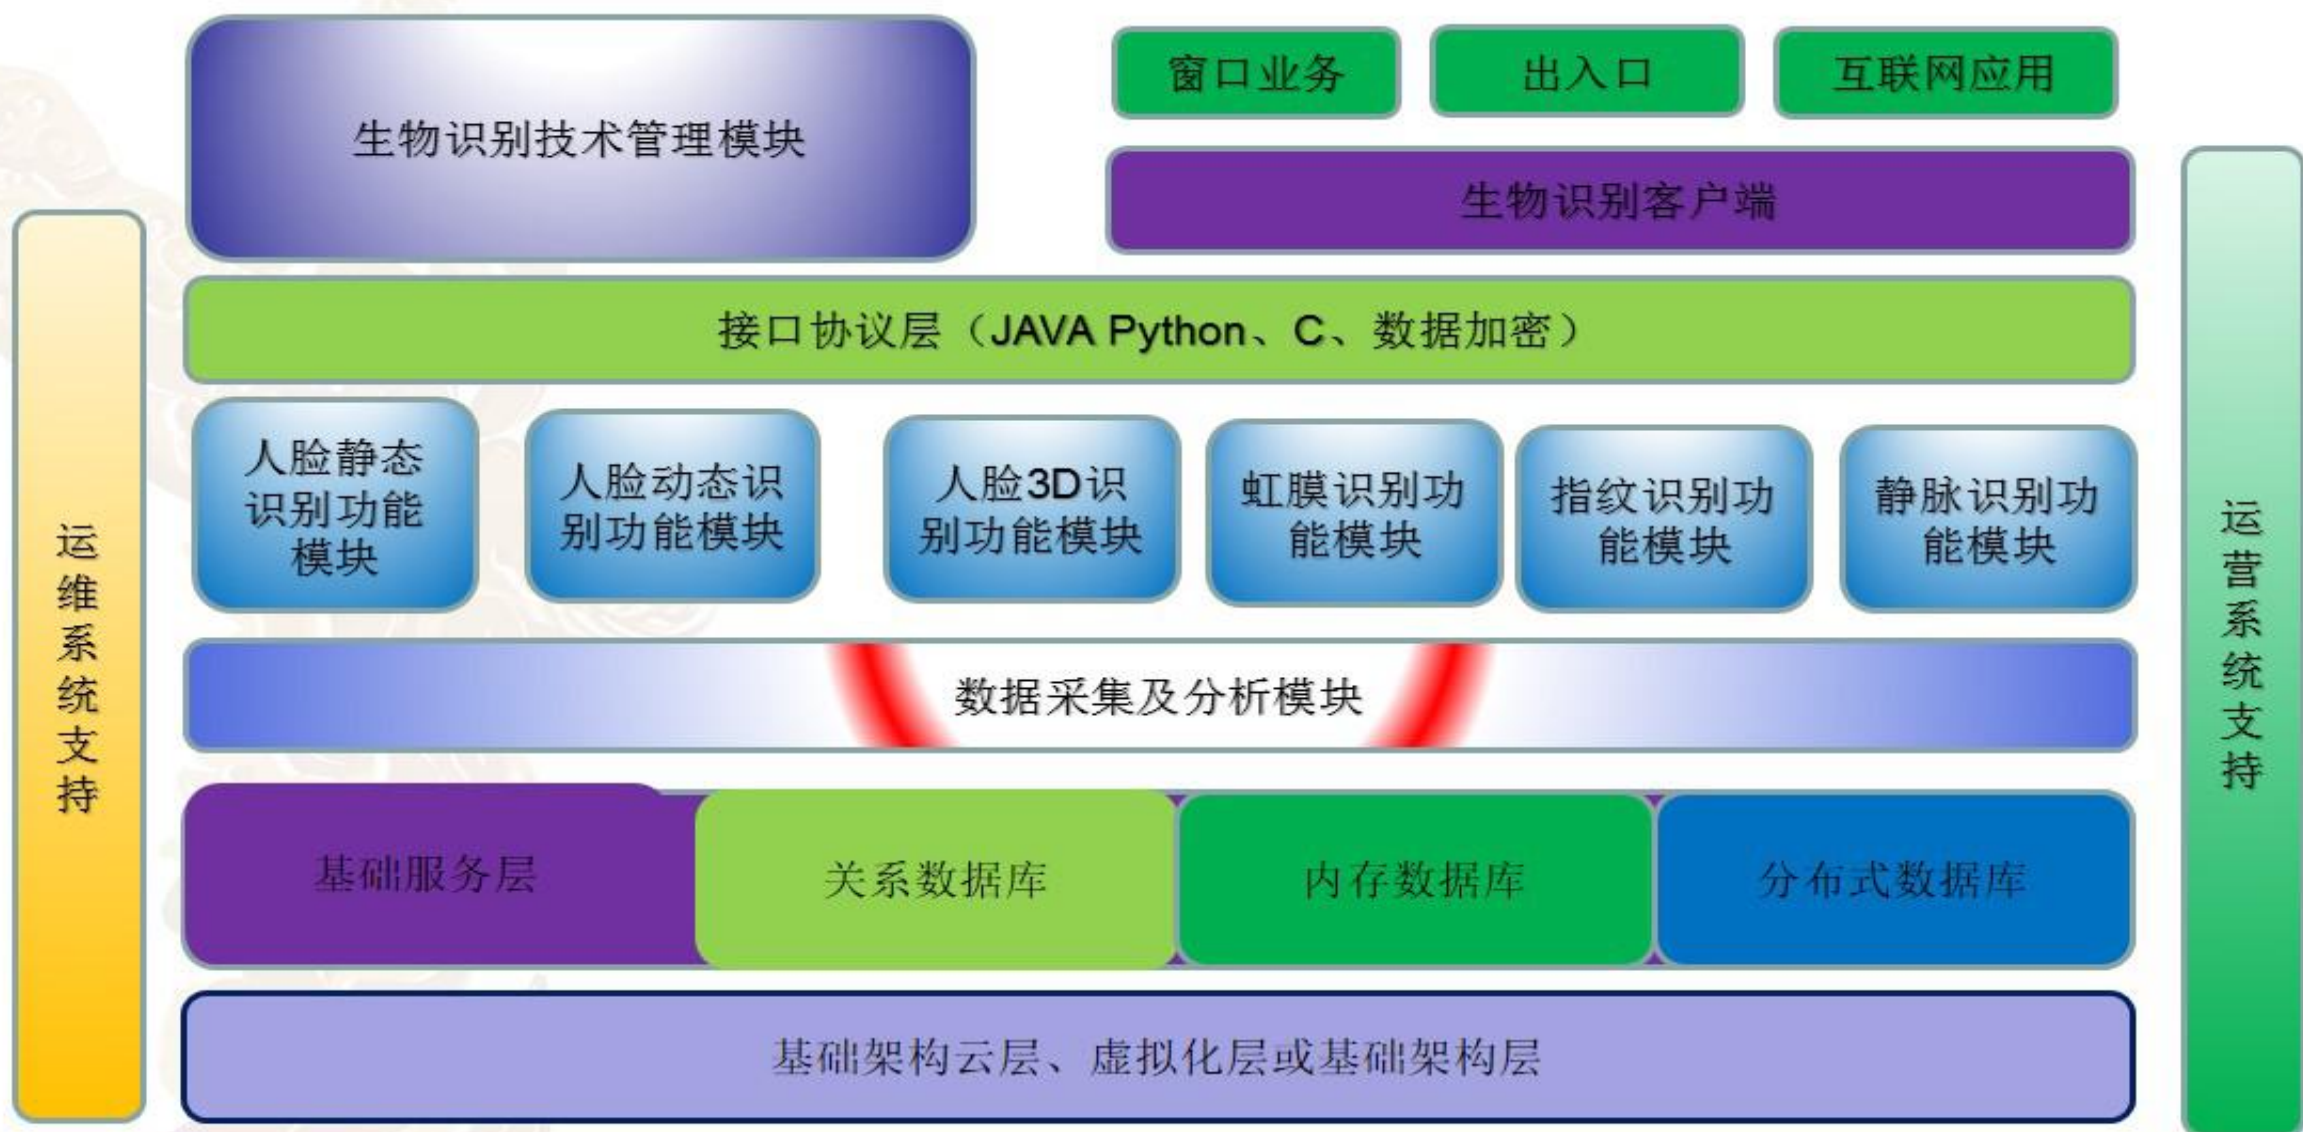 生物识别技术管理模块
窗口业务
出入口
互联网应用
生物识别客户端
接口协议层（JAVA Python、C、数据加密）
人脸静态
识别功能
模块
人脸动态识
别功能模块
人脸3D识
别功能模块
虹膜识别功
能模块
指纹识别功
能模块
静脉识别功
能模块
数据采集及分析模块
基础服务层
关系数据库
内存数据库
分布式数据库
基础架构云层、虚拟化层或基础架构层
运维系统支持
运营系统支持